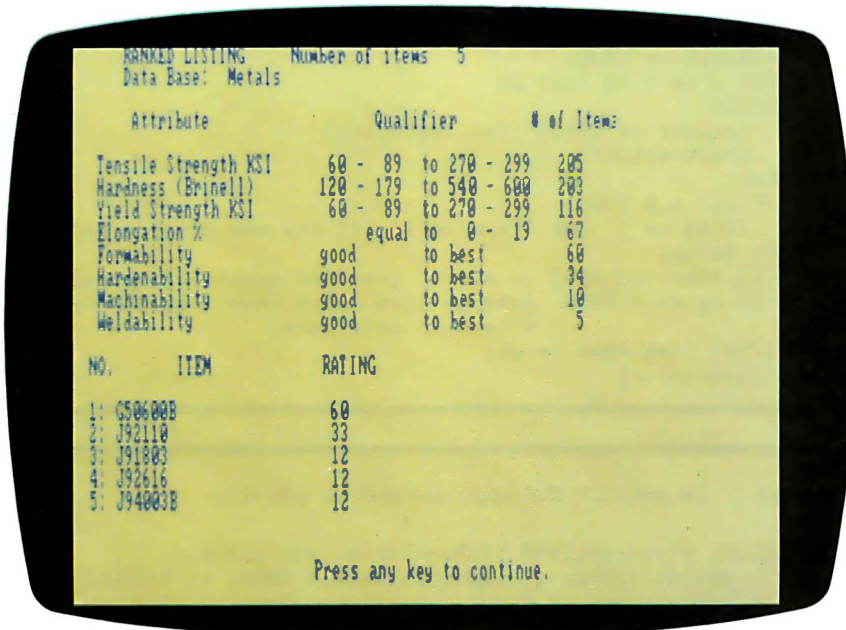 RANKED LISTING Number of items 5
Data Base: Metals
Attribute Qualifier # of Items
Tensile Strength KSI 60 - 89 to 270 - 299 205
Hardness (Brinell) 120 - 179 to 540 - 600 203
Yield Strength KSI 60 - 89 to 270 - 299 116
Elongation % equal to 0 - 19 67
Formability good to best 60
Hardenability good to best 34
Machinability good to best 10
Weldability good to best 5
NO. ITEM RATING
1: G50600B 60
2: J92110 33
3: J91803 12
4: J92616 12
5: J94003B 12
Press any key to continue.